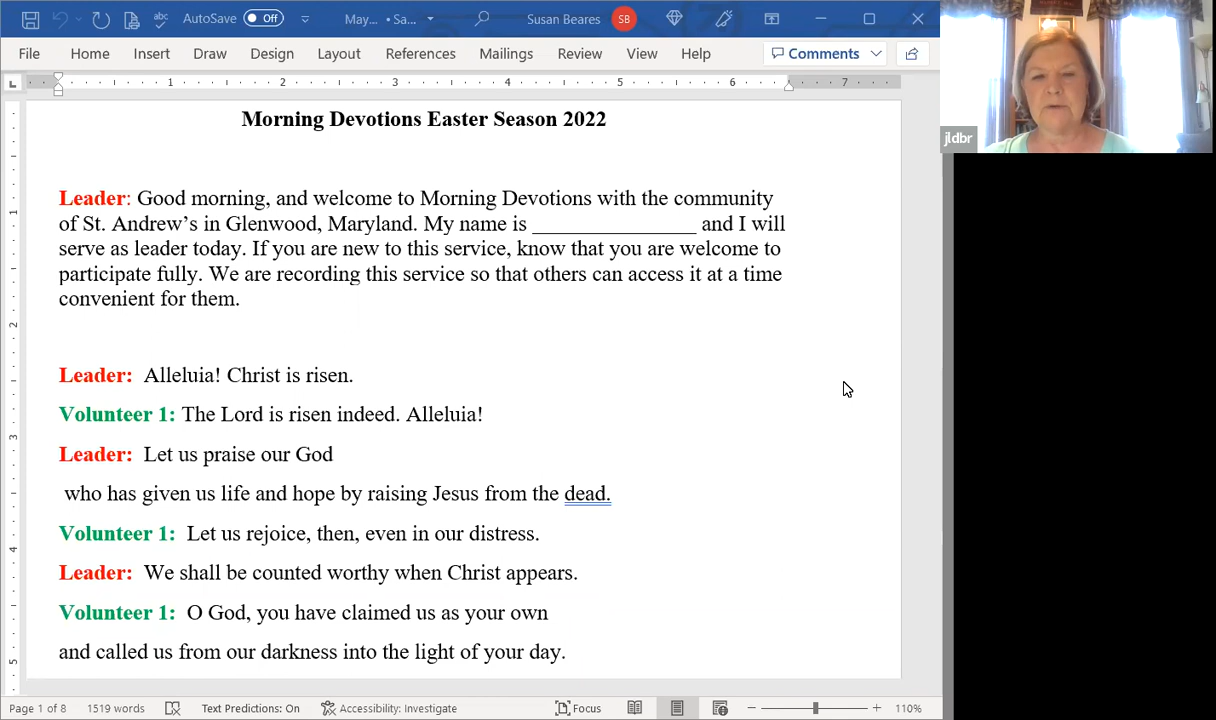 AutoSave Off May... • Sa... Susan Beares SB
File Home Insert Draw Design Layout References Mailings Review View Help Comments
1 2 3 4 5 6 7
Morning Devotions Easter Season 2022
jldbr
Leader: Good morning, and welcome to Morning Devotions with the community
of St. Andrew’s in Glenwood, Maryland. My name is _______________ and I will
serve as leader today. If you are new to this service, know that you are welcome to
participate fully. We are recording this service so that others can access it at a time
convenient for them.
Leader: Alleluia! Christ is risen.
Volunteer 1: The Lord is risen indeed. Alleluia!
Leader: Let us praise our God
who has given us life and hope by raising Jesus from the dead.
Volunteer 1: Let us rejoice, then, even in our distress.
Leader: We shall be counted worthy when Christ appears.
Volunteer 1: O God, you have claimed us as your own
and called us from our darkness into the light of your day.
Page 1 of 8 1519 words Text Predictions: On Accessibility: Investigate Focus 110%